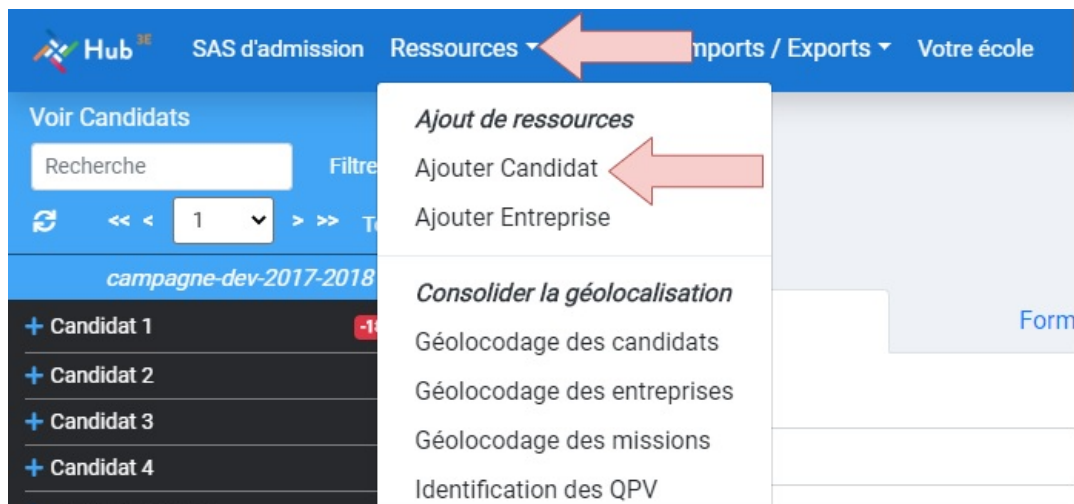 Hub 3E SAS d'admission Ressources mports / Exports Votre école
Voir Candidats
Recherche Filtre
<< < 1 > >>
campagne-dev-2017-2018
Candidat 1
Candidat 2
Candidat 3
Candidat 4
Ajout de ressources
Ajouter Candidat
Ajouter Entreprise
Consolider la géolocalisation
Géolocodage des candidats
Géolocodage des entreprises
Géolocodage des missions
Identification des QPV
Form